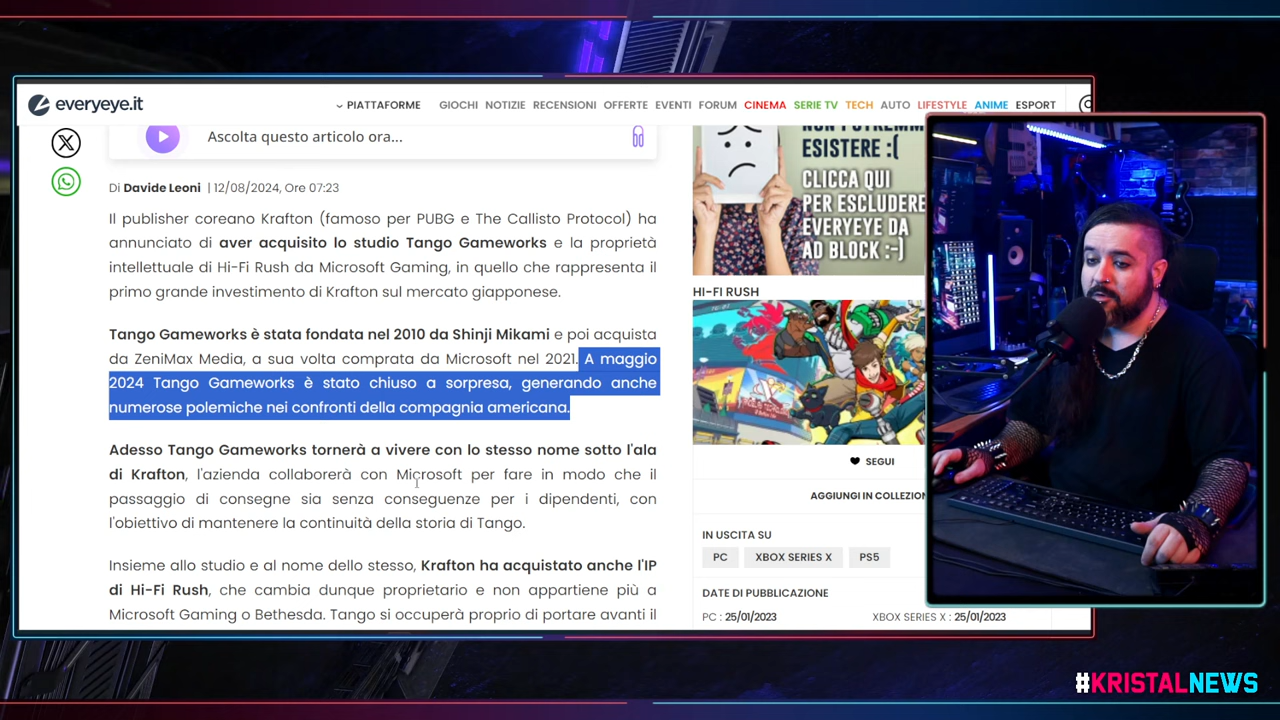 everyeye.it
PIATTAFORME GIOCHI NOTIZIE RECENSIONI OFFERTE EVENTI FORUM CINEMA SERIE TV TECH AUTO LIFESTYLE ANIME ESPORT
Ascolta questo articolo ora...
Di Davide Leoni | 12/08/2024, Ore 07:23
Il publisher coreano Krafton (famoso per PUBG e The Callisto Protocol) ha
annunciato di aver acquisito lo studio Tango Gameworks e la proprietà
intellettuale di Hi-Fi Rush da Microsoft Gaming, in quello che rappresenta il
primo grande investimento di Krafton sul mercato giapponese.
Tango Gameworks è stata fondata nel 2010 da Shinji Mikami e poi acquista
da ZeniMax Media, a sua volta comprata da Microsoft nel 2021. A maggio
2024 Tango Gameworks è stato chiuso a sorpresa, generando anche
numerose polemiche nei confronti della compagnia americana.
Adesso Tango Gameworks tornerà a vivere con lo stesso nome sotto l'ala
di Krafton, l'azienda collaborerà con Microsoft per fare in modo che il
passaggio di consegne sia senza conseguenze per i dipendenti, con
l'obiettivo di mantenere la continuità della storia di Tango.
Insieme allo studio e al nome dello stesso, Krafton ha acquistato anche l'IP
di Hi-Fi Rush, che cambia dunque proprietario e non appartiene più a
Microsoft Gaming o Bethesda. Tango si occuperà proprio di portare avanti il
NON POTREMM
ESISTERE :(
CLICCA QUI
PER ESCLUDERE
EVERYEYE DA
AD BLOCK :-)
HI-FI RUSH
SEGUI
AGGIUNGI IN COLLEZION
IN USCITA SU
PC XBOX SERIES X PS5
DATE DI PUBBLICAZIONE
PC : 25/01/2023 XBOX SERIES X : 25/01/2023
#KRISTALNEWS